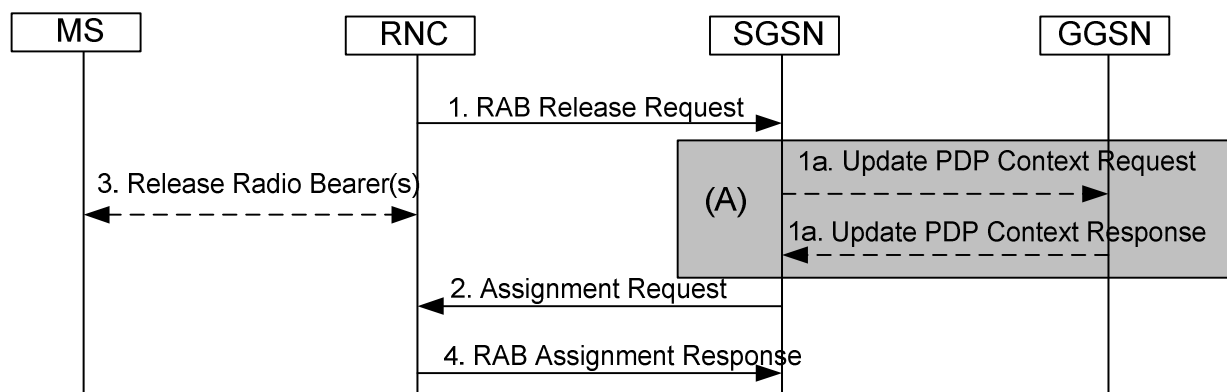 MS
RNC
SGSN
GGSN
1. RAB Release Request
1a. Update PDP Context Request
3. Release Radio Bearer(s)
(A)
1a. Update PDP Context Response
2. Assignment Request
4. RAB Assignment Response